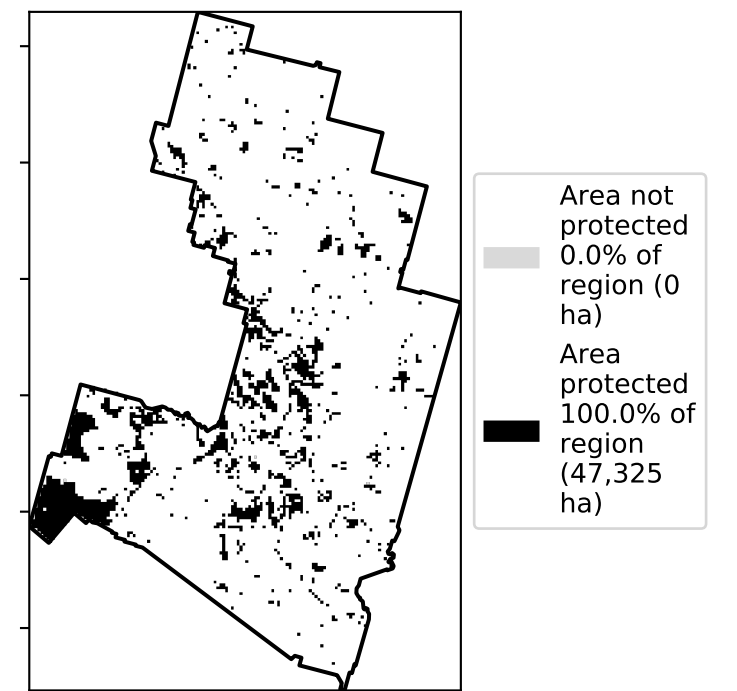 Area not
protected
0.0% of
region (0
ha)
Area
protected
100.0% of
region
(47,325
ha)